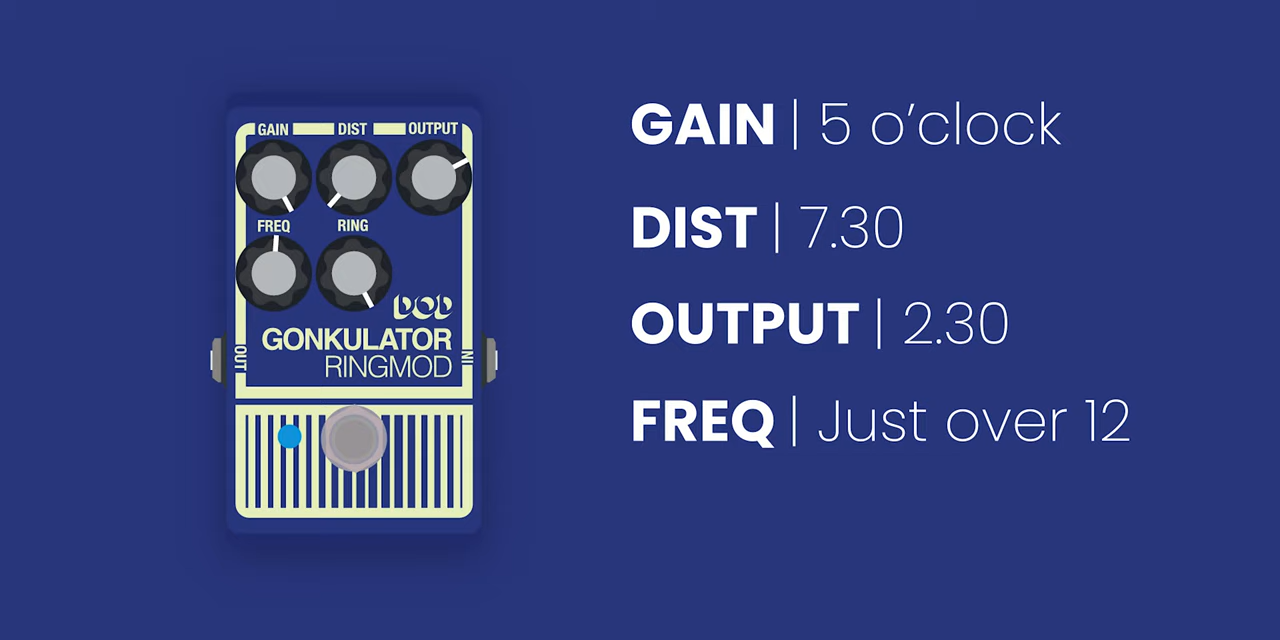 GAIN DIST OUTPUT
FREQ RING
DOD
GONKULATOR
RINGMOD
OUT
IN
GAIN | 5 o’clock
DIST | 7.30
OUTPUT | 2.30
FREQ | Just over 12